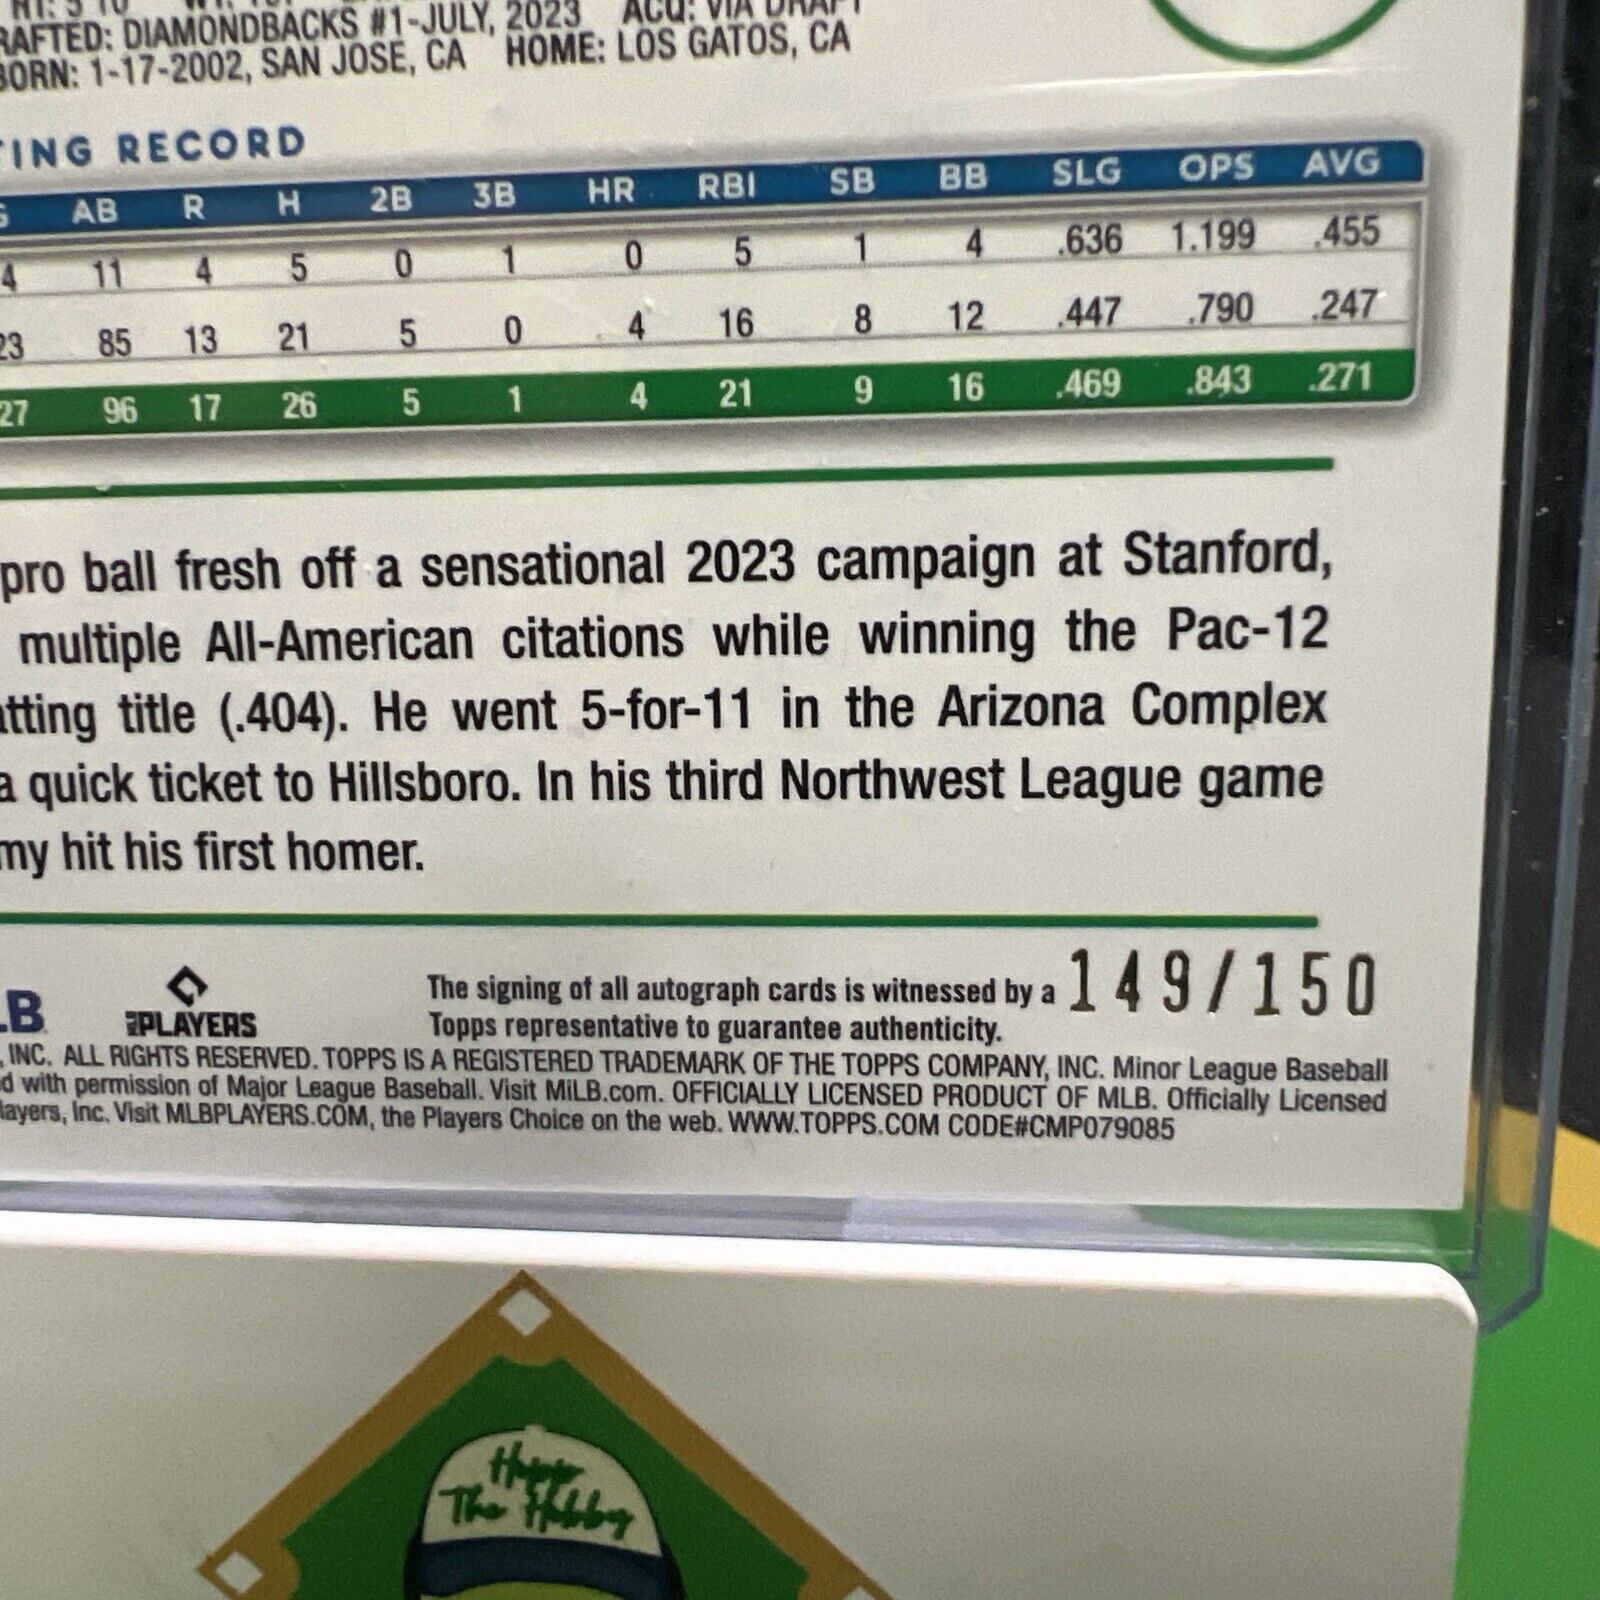 HT: 5'10"
RAFTED: DIAMONDBACKS #1-JULY, 2023 ACQ: VIA DRAFT
BORN: 1-17-2002, SAN JOSE, CA HOME: LOS GATOS, CA
TING RECORD
G AB R H 2B 3B HR RBI SB BB SLG OPS AVG
4 11 4 5 0 1 0 5 1 4 .636 1.199 .455
23 85 13 21 5 0 4 16 8 12 .447 .790 .247
27 96 17 26 5 1 4 21 9 16 .469 .843 .271
pro ball fresh off a sensational 2023 campaign at Stanford,
multiple All-American citations while winning the Pac-12
atting title (.404). He went 5-for-11 in the Arizona Complex
a quick ticket to Hillsboro. In his third Northwest League game
my hit his first homer.
LB PLAYERS
The signing of all autograph cards is witnessed by a
Topps representative to guarantee authenticity.
149/150
, INC. ALL RIGHTS RESERVED. TOPPS IS A REGISTERED TRADEMARK OF THE TOPPS COMPANY, INC. Minor League Baseball
d with permission of Major League Baseball. Visit MiLB.com. OFFICIALLY LICENSED PRODUCT OF MLB. Officially Licensed
layers, Inc. Visit MLBPLAYERS.COM, the Players Choice on the web. WWW.TOPPS.COM CODE#CMP079085
Hypp
The Hobby